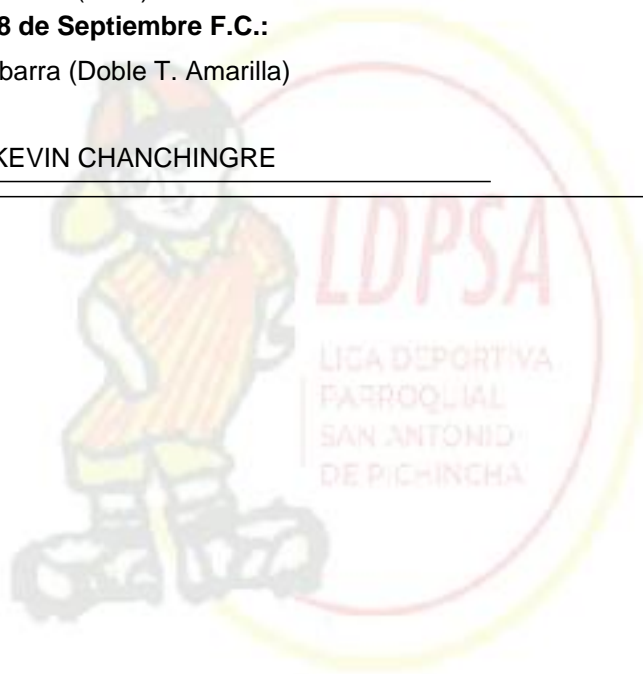 8 de Septiembre F.C.:
barra (Doble T. Amarilla)
KEVIN CHANCHINGRE
LDPSA
LIGA DEPORTIVA
PARROQUIAL
SAN ANTONIO
DE PICHINCHA